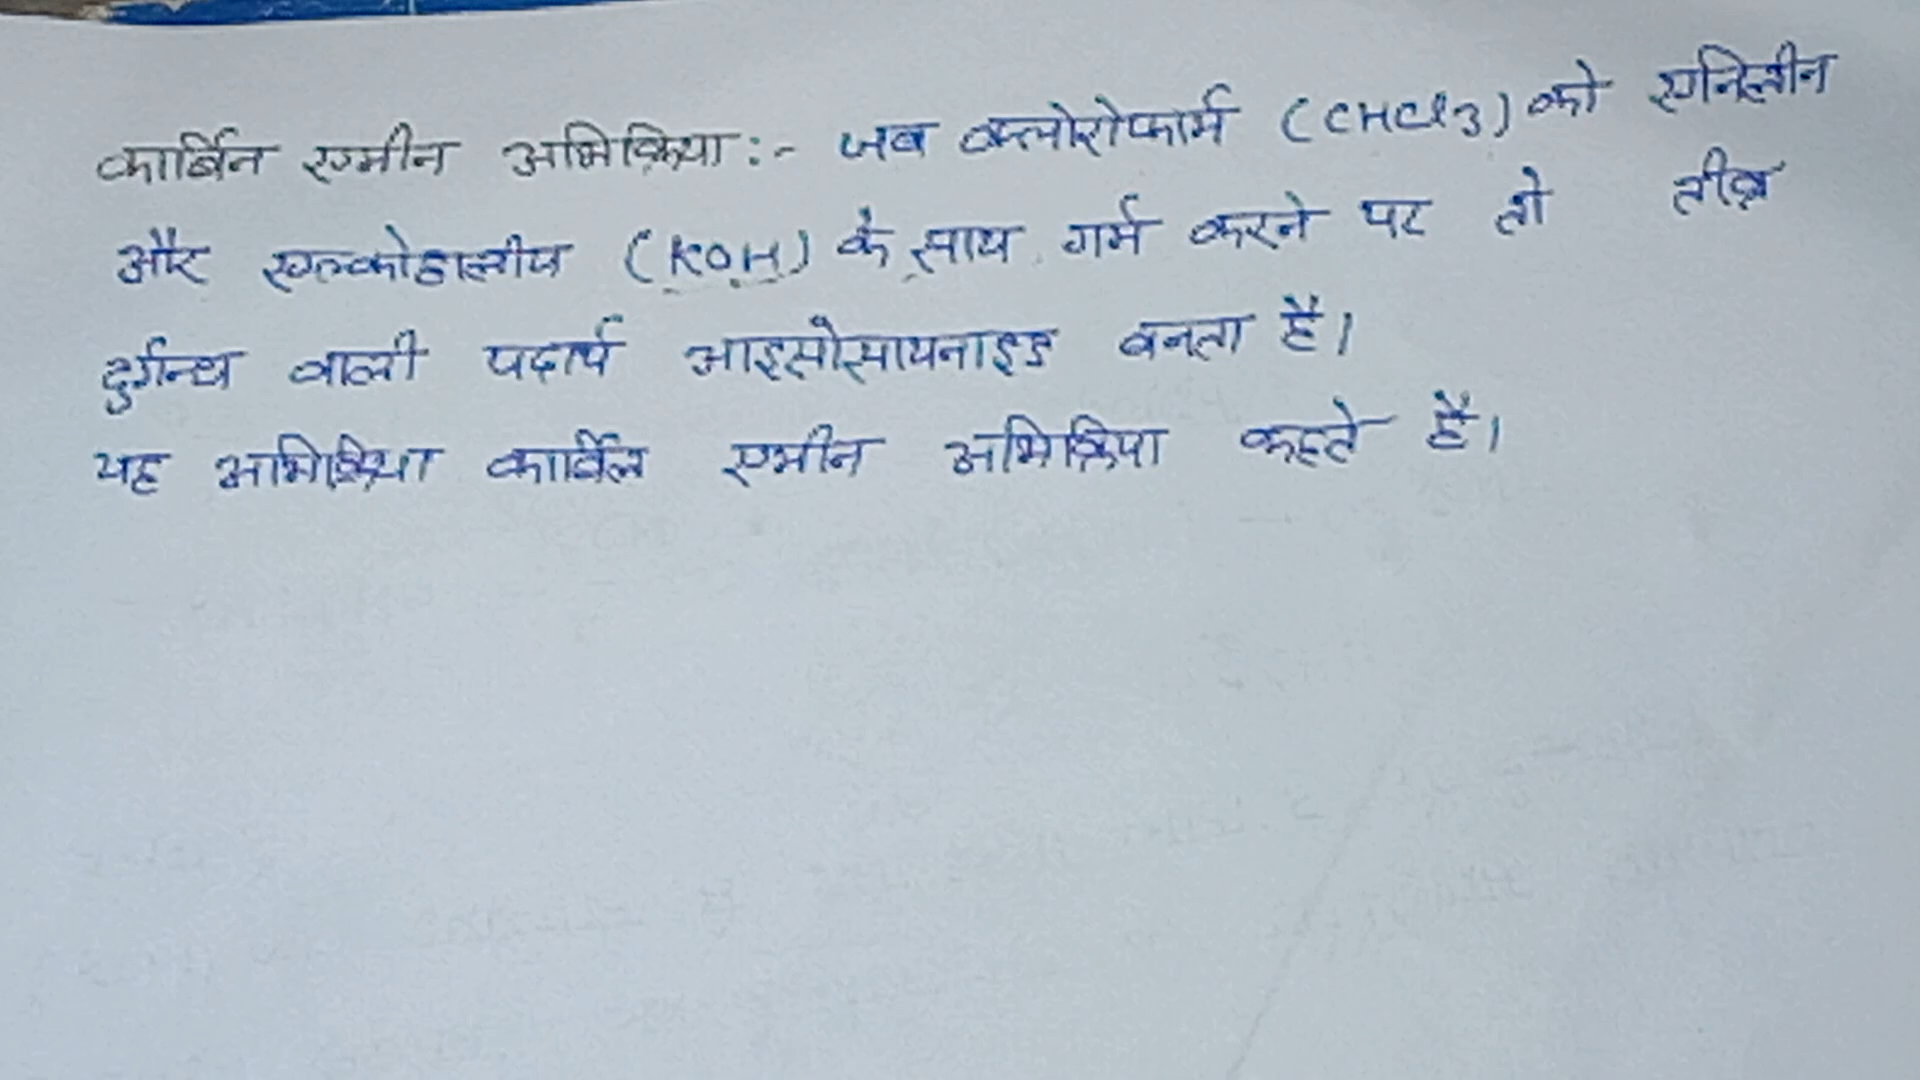 कार्बिन एमीन अभिक्रिया :- जब क्लोरोफार्म (CHCl3) को एनिलीन
और एल्कोहालीय (KOH) के साथ गर्म करने पर तो तीव्र
दुर्गन्ध वाली पदार्थ आइसोसायनाइड बनता है।
यह अभिक्रिया कार्बिल एमीन अभिक्रिया कहते है।